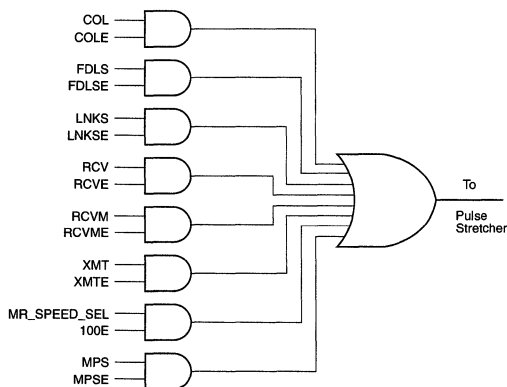 COL
COLE
FDLS
FDLSE
LNKS
LNKSE
RCV
RCVE
RCVM
RCVME
XMT
XMTE
MR_SPEED_SEL
100E
MPS
MPSE
To
Pulse
Stretcher